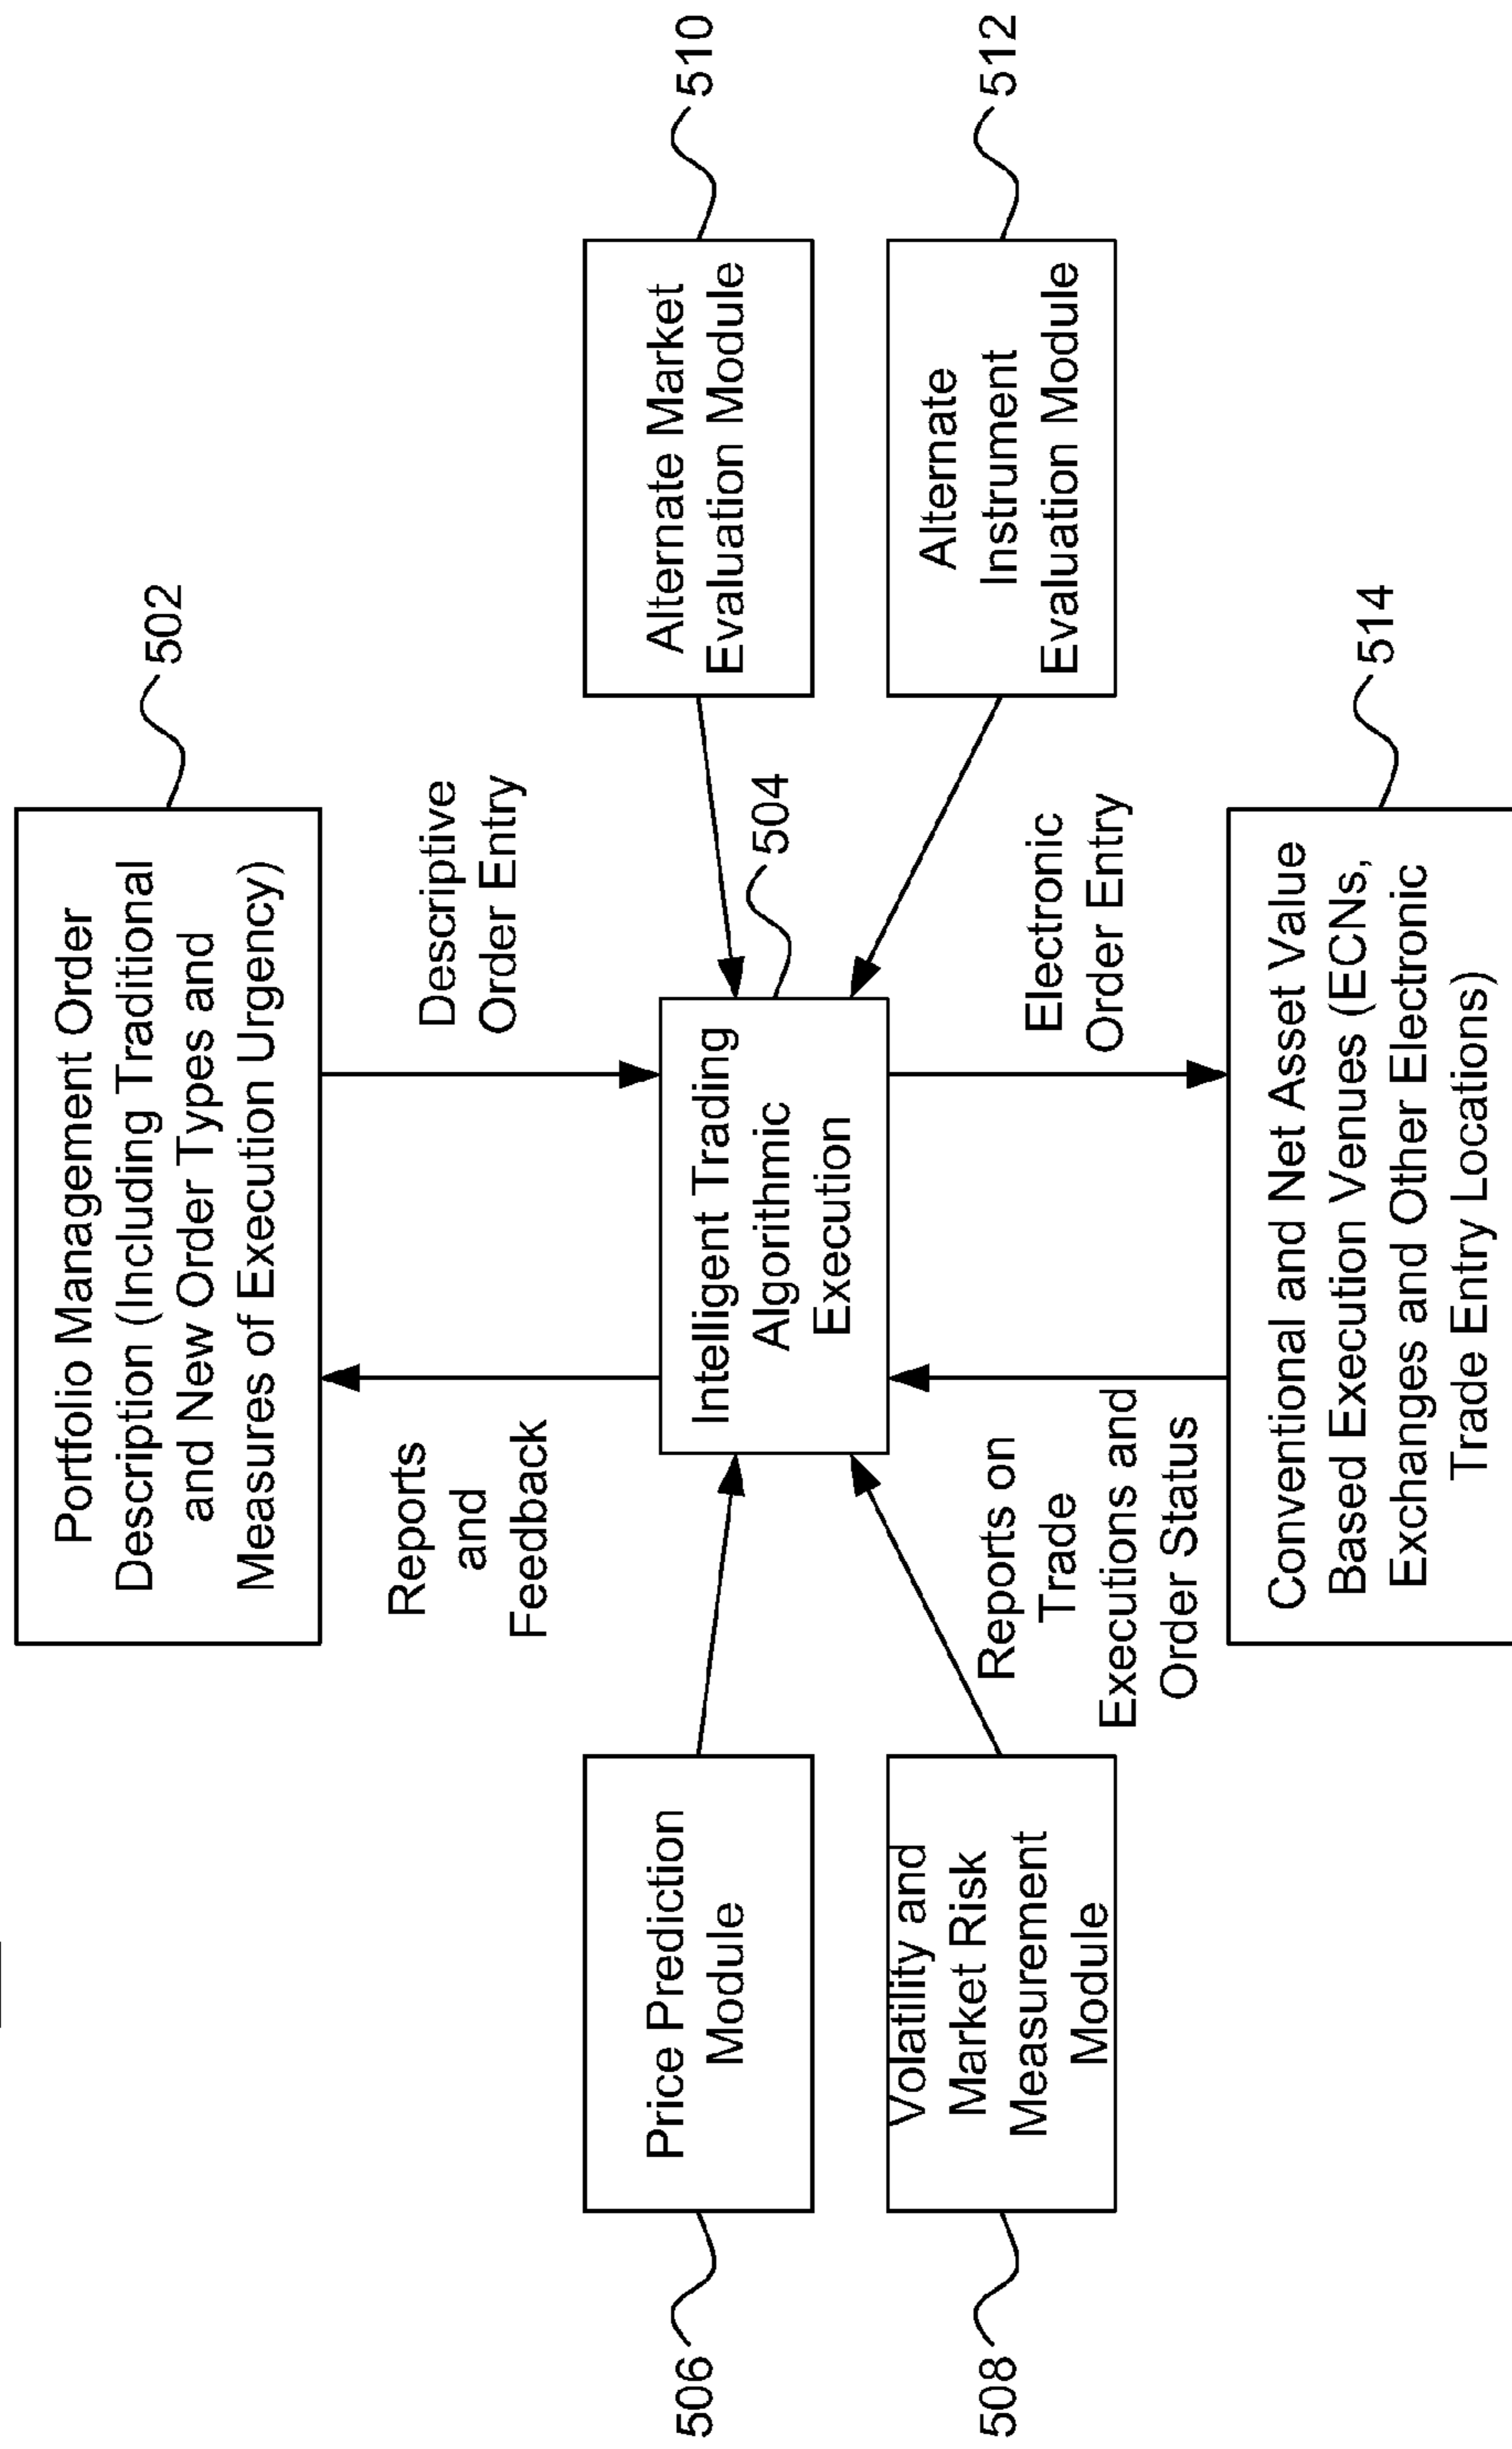 Portfolio Management Order
Description (Including Traditional
and New Order Types and
Measures of Execution Urgency)
502
Reports
and
Feedback
Descriptive
Order Entry
Price Prediction
Module
506
Intelligent Trading
Algorithmic
Execution
504
Alternate Market
Evaluation Module
510
Volatility and
Market Risk
Measurement
Module
508
Alternate
Instrument
Evaluation Module
512
Reports on
Trade
Executions and
Order Status
Electronic
Order Entry
Conventional and Net Asset Value
Based Execution Venues (ECNs,
Exchanges and Other Electronic
Trade Entry Locations)
514